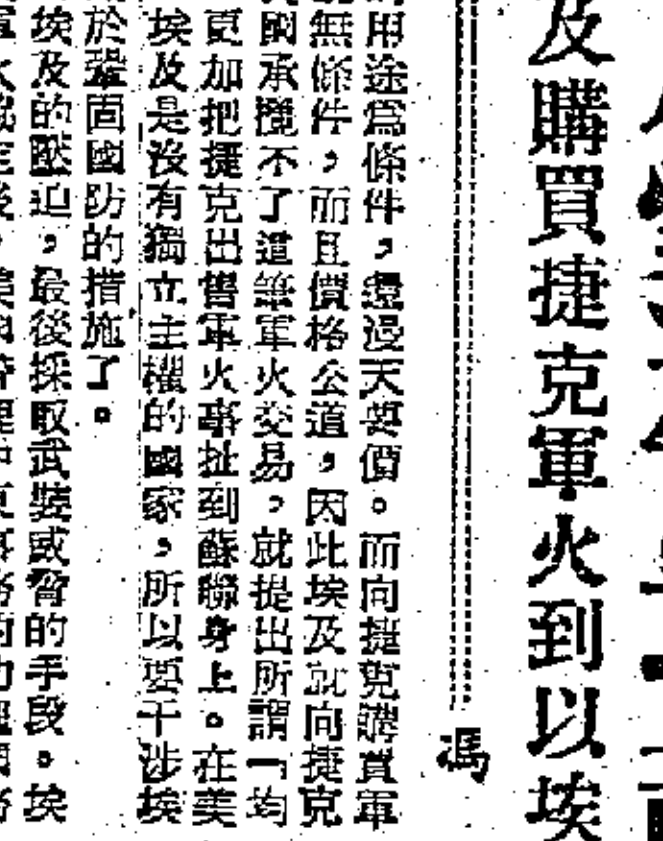 及購買捷克軍火到以埃
馮
用途爲條件,還漫天要價。而向捷克購買軍
無條件,而且價格公道,因此埃及就向捷克
國承攬不了這筆軍火交易,就提出所謂「均
更加把捷克出售軍火事扯到蘇聯身上。在美
埃及是沒有獨立主權的國家,所以要干涉埃
於鞏固國防的措施了。
埃及的壓迫,最後採取武裝威脅的手段。埃